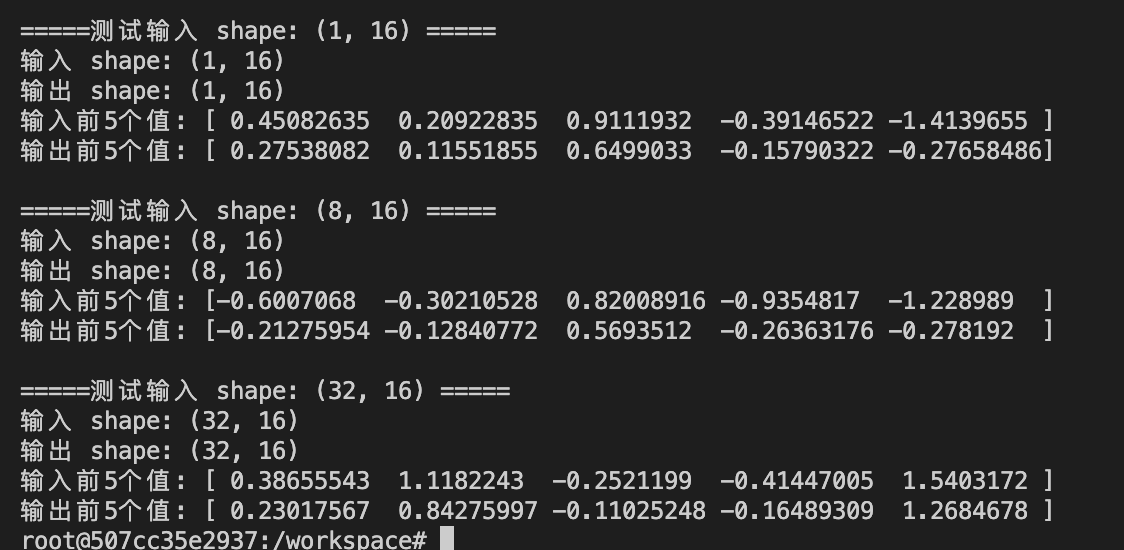 =====测试输入 shape: (1, 16) =====
输入 shape: (1, 16)
输出 shape: (1, 16)
输入前5个值: [ 0.45082635  0.20922835  0.9111932  -0.39146522 -1.4139655 ]
输出前5个值: [ 0.27538082  0.11551855  0.6499033  -0.15790322 -0.27658486]
=====测试输入 shape: (8, 16) =====
输入 shape: (8, 16)
输出 shape: (8, 16)
输入前5个值: [-0.6007068  -0.30210528  0.82008916 -0.9354817  -1.228989  ]
输出前5个值: [-0.21275954 -0.12840772  0.5693512  -0.26363176 -0.278192  ]
=====测试输入 shape: (32, 16) =====
输入 shape: (32, 16)
输出 shape: (32, 16)
输入前5个值: [ 0.38655543  1.1182243  -0.2521199  -0.41447005  1.5403172 ]
输出前5个值: [ 0.23017567  0.84275997 -0.11025248 -0.16489309  1.2684678 ]
root@507cc35e2937:/workspace#